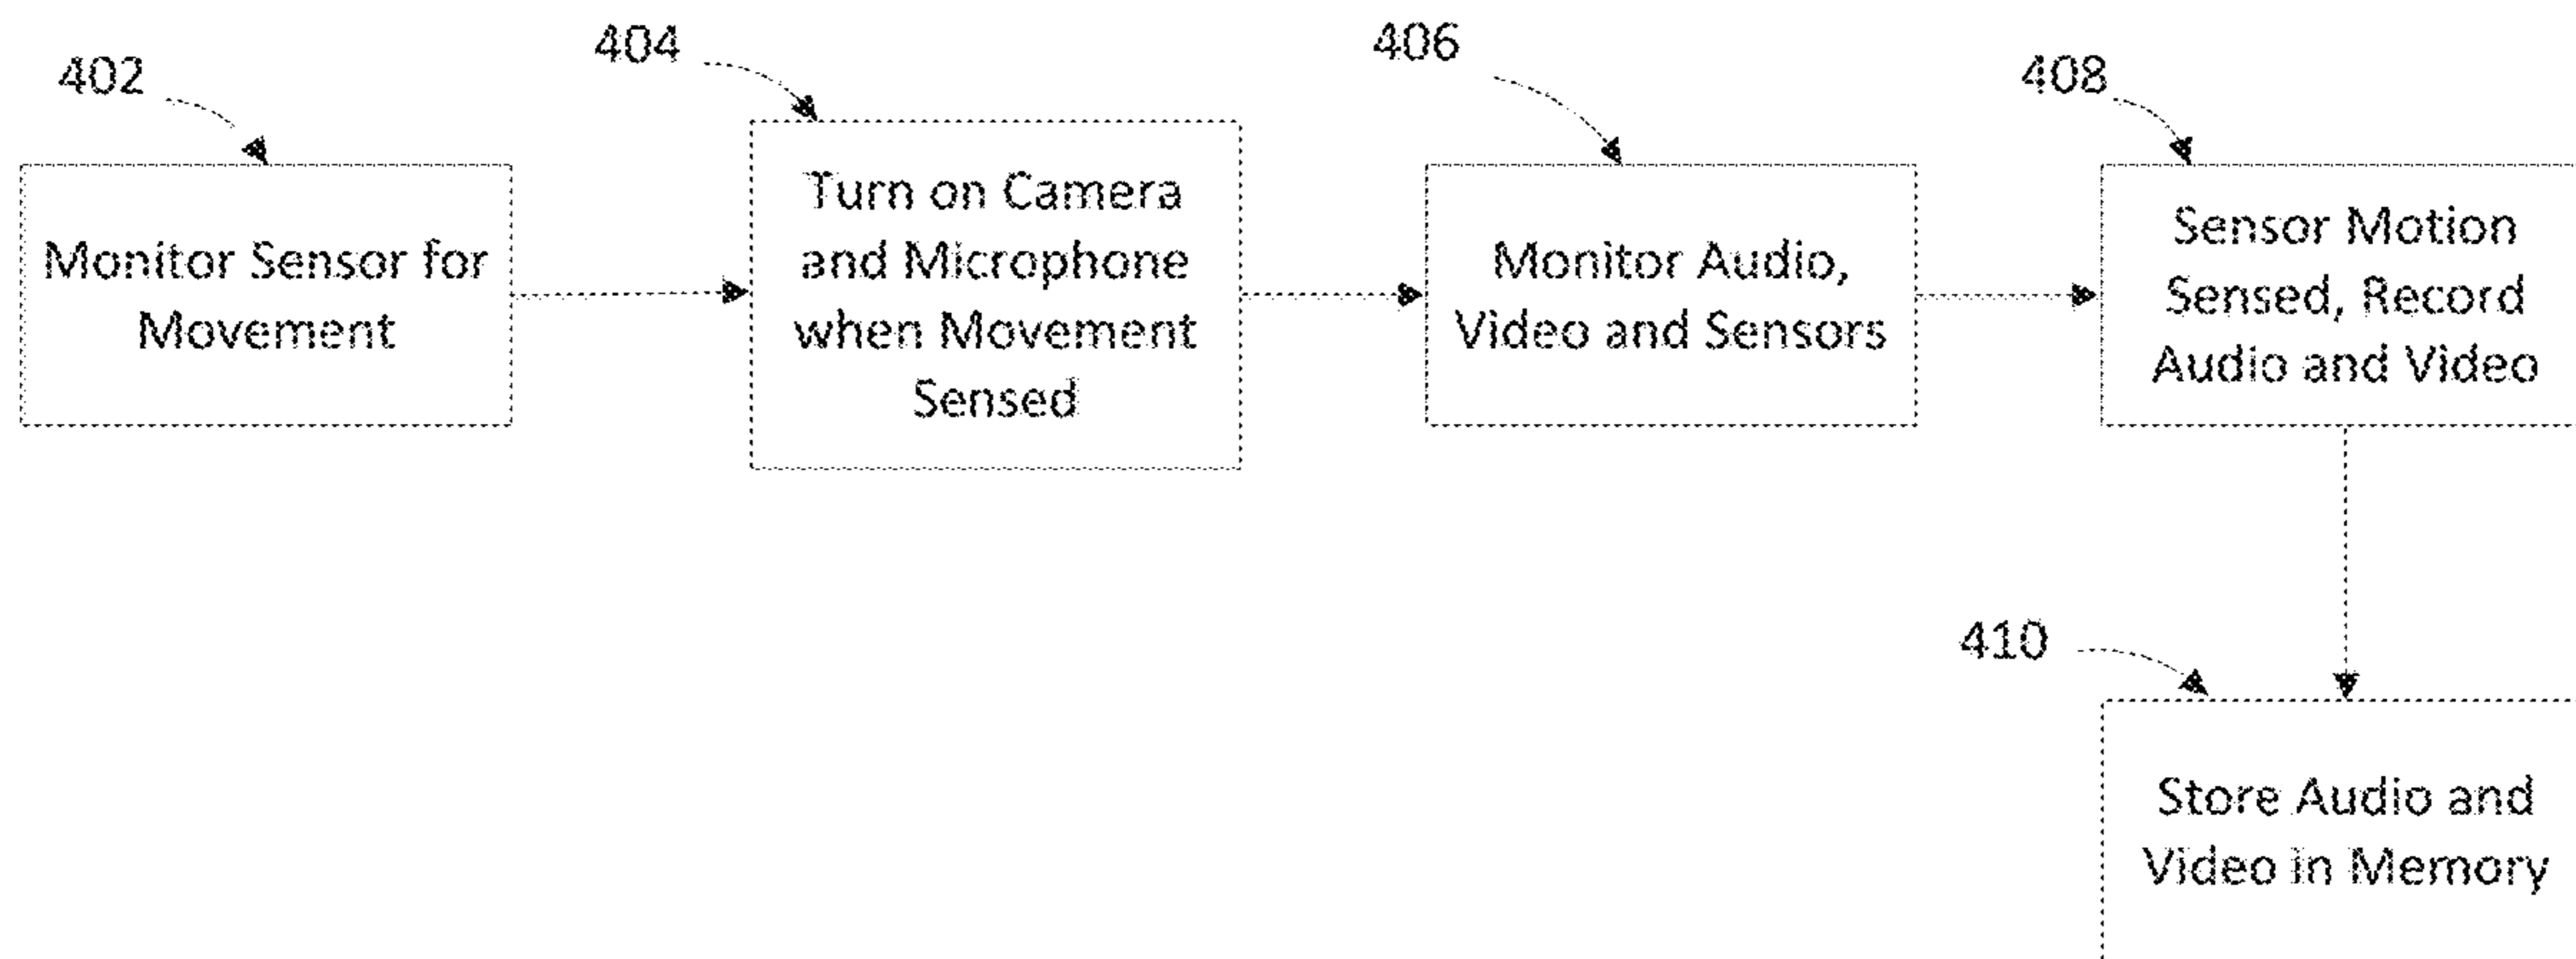 402
Monitor Sensor for
Movement
404
Turn on Camera
and Microphone
when Movement
Sensed
406
Monitor Audio,
Video and Sensors
408
Sensor Motion
Sensed, Record
Audio and Video
410
Store Audio and
Video in Memory